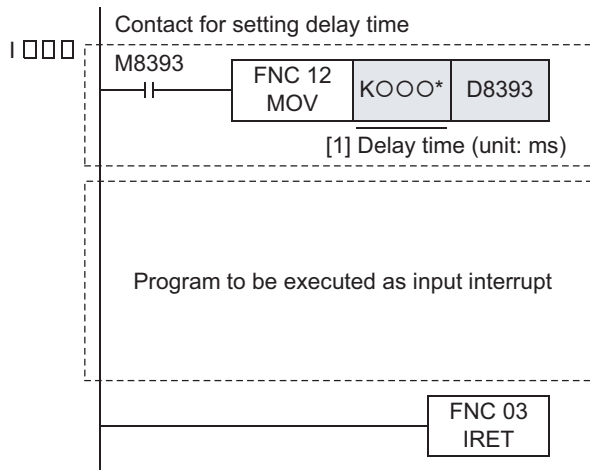 Contact for setting delay time
I □□□
M8393
FNC 12
MOV
K○○○*
D8393
[1] Delay time (unit: ms)
Program to be executed as input interrupt
FNC 03
IRET